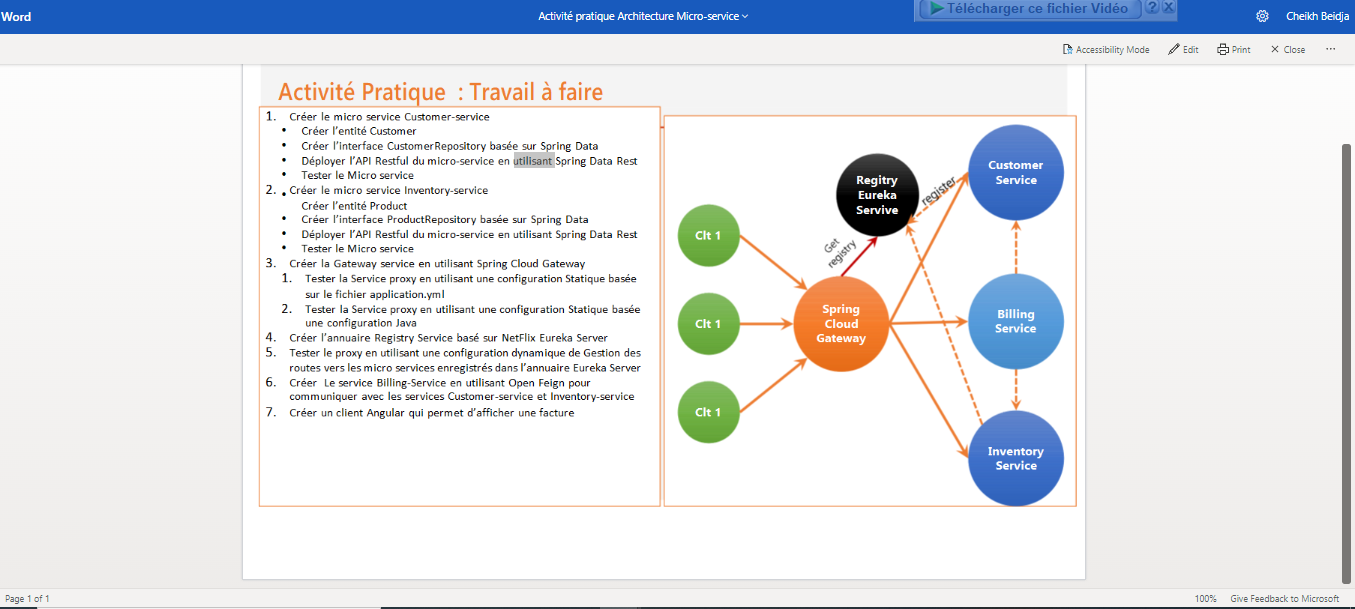 Word
Activité pratique Architecture Micro-service
Télécharger ce fichier Vidéo ? X
Cheikh Beidja
Accessibility Mode
Edit
Print
Close
Activité Pratique : Travail à faire
1. Créer le micro service Customer-service
• Créer l'entité Customer
• Créer l'interface CustomerRepository basée sur Spring Data
• Déployer l'API Restful du micro-service en utilisant Spring Data Rest
• Tester le Micro service
2. • Créer le micro service Inventory-service
Créer l'entité Product
• Créer l'interface ProductRepository basée sur Spring Data
• Déployer l'API Restful du micro-service en utilisant Spring Data Rest
• Tester le Micro service
3. Créer la Gateway service en utilisant Spring Cloud Gateway
1. Tester la Service proxy en utilisant une configuration Statique basée
sur le fichier application.yml
2. Tester la Service proxy en utilisant une configuration Statique basée
une configuration Java
4. Créer l'annuaire Registry Service basé sur NetFlix Eureka Server
5. Tester le proxy en utilisant une configuration dynamique de Gestion des
routes vers les micro services enregistrés dans l'annuaire Eureka Server
6. Créer Le service Billing-Service en utilisant Open Feign pour
communiquer avec les services Customer-service et Inventory-service
7. Créer un client Angular qui permet d'afficher une facture
Clt 1
Clt 1
Clt 1
Get
registry
Regitry
Eureka
Servive
register
Spring
Cloud
Gateway
Customer
Service
Billing
Service
Inventory
Service
Page 1 of 1
100%
Give Feedback to Microsoft